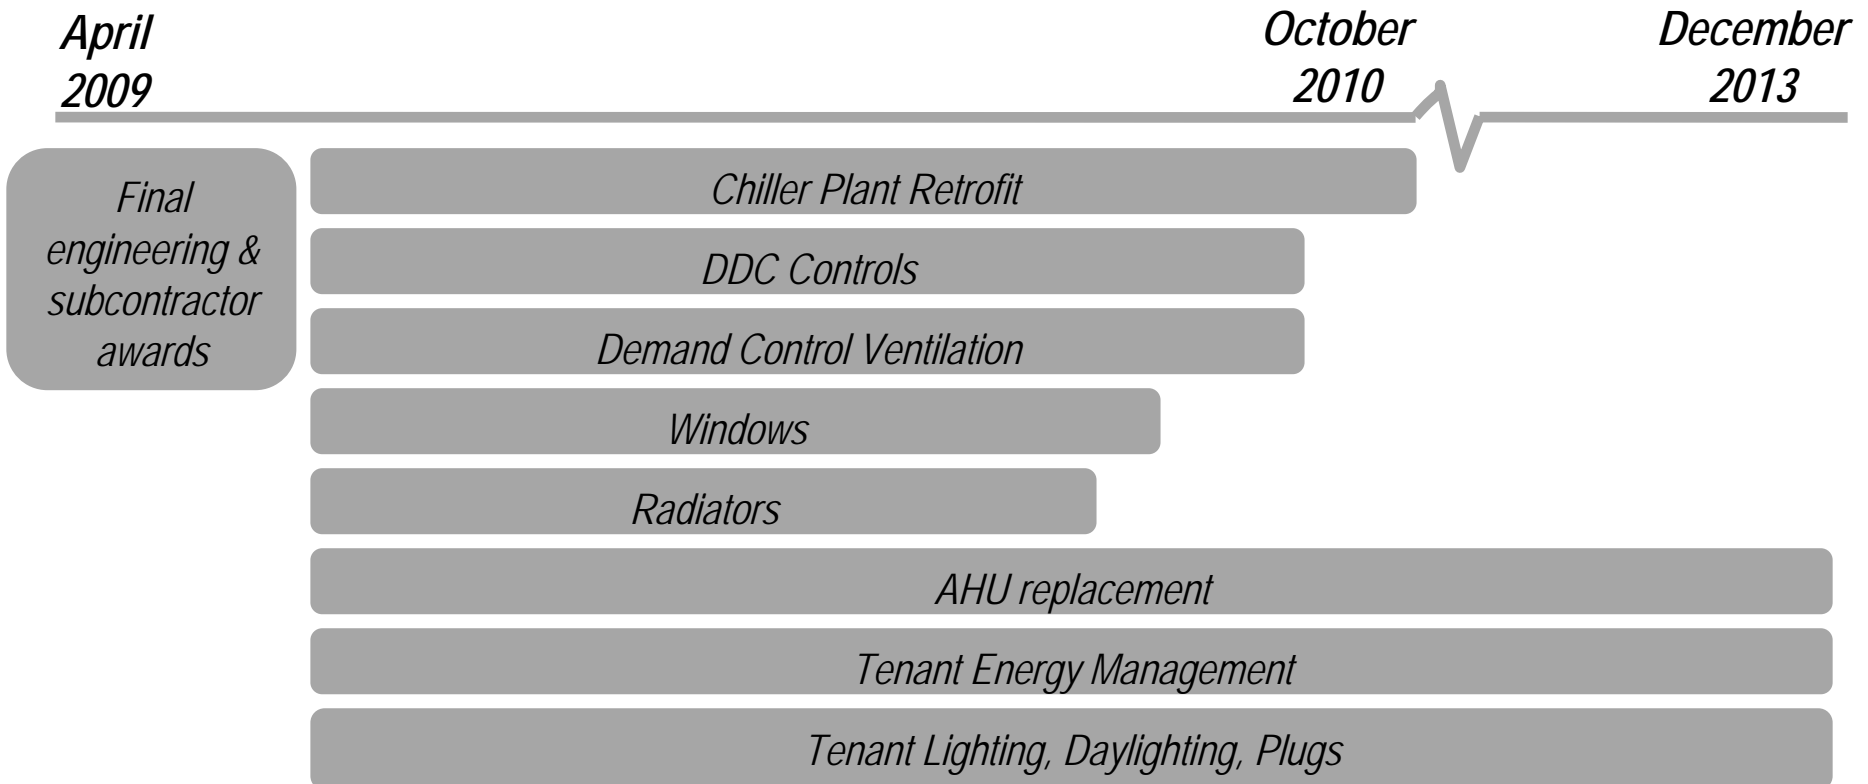 April
2009
October
2010
December
2013
Final
engineering &
subcontractor
awards
Chiller Plant Retrofit
DDC Controls
Demand Control Ventilation
Windows
Radiators
AHU replacement
Tenant Energy Management
Tenant Lighting, Daylighting, Plugs